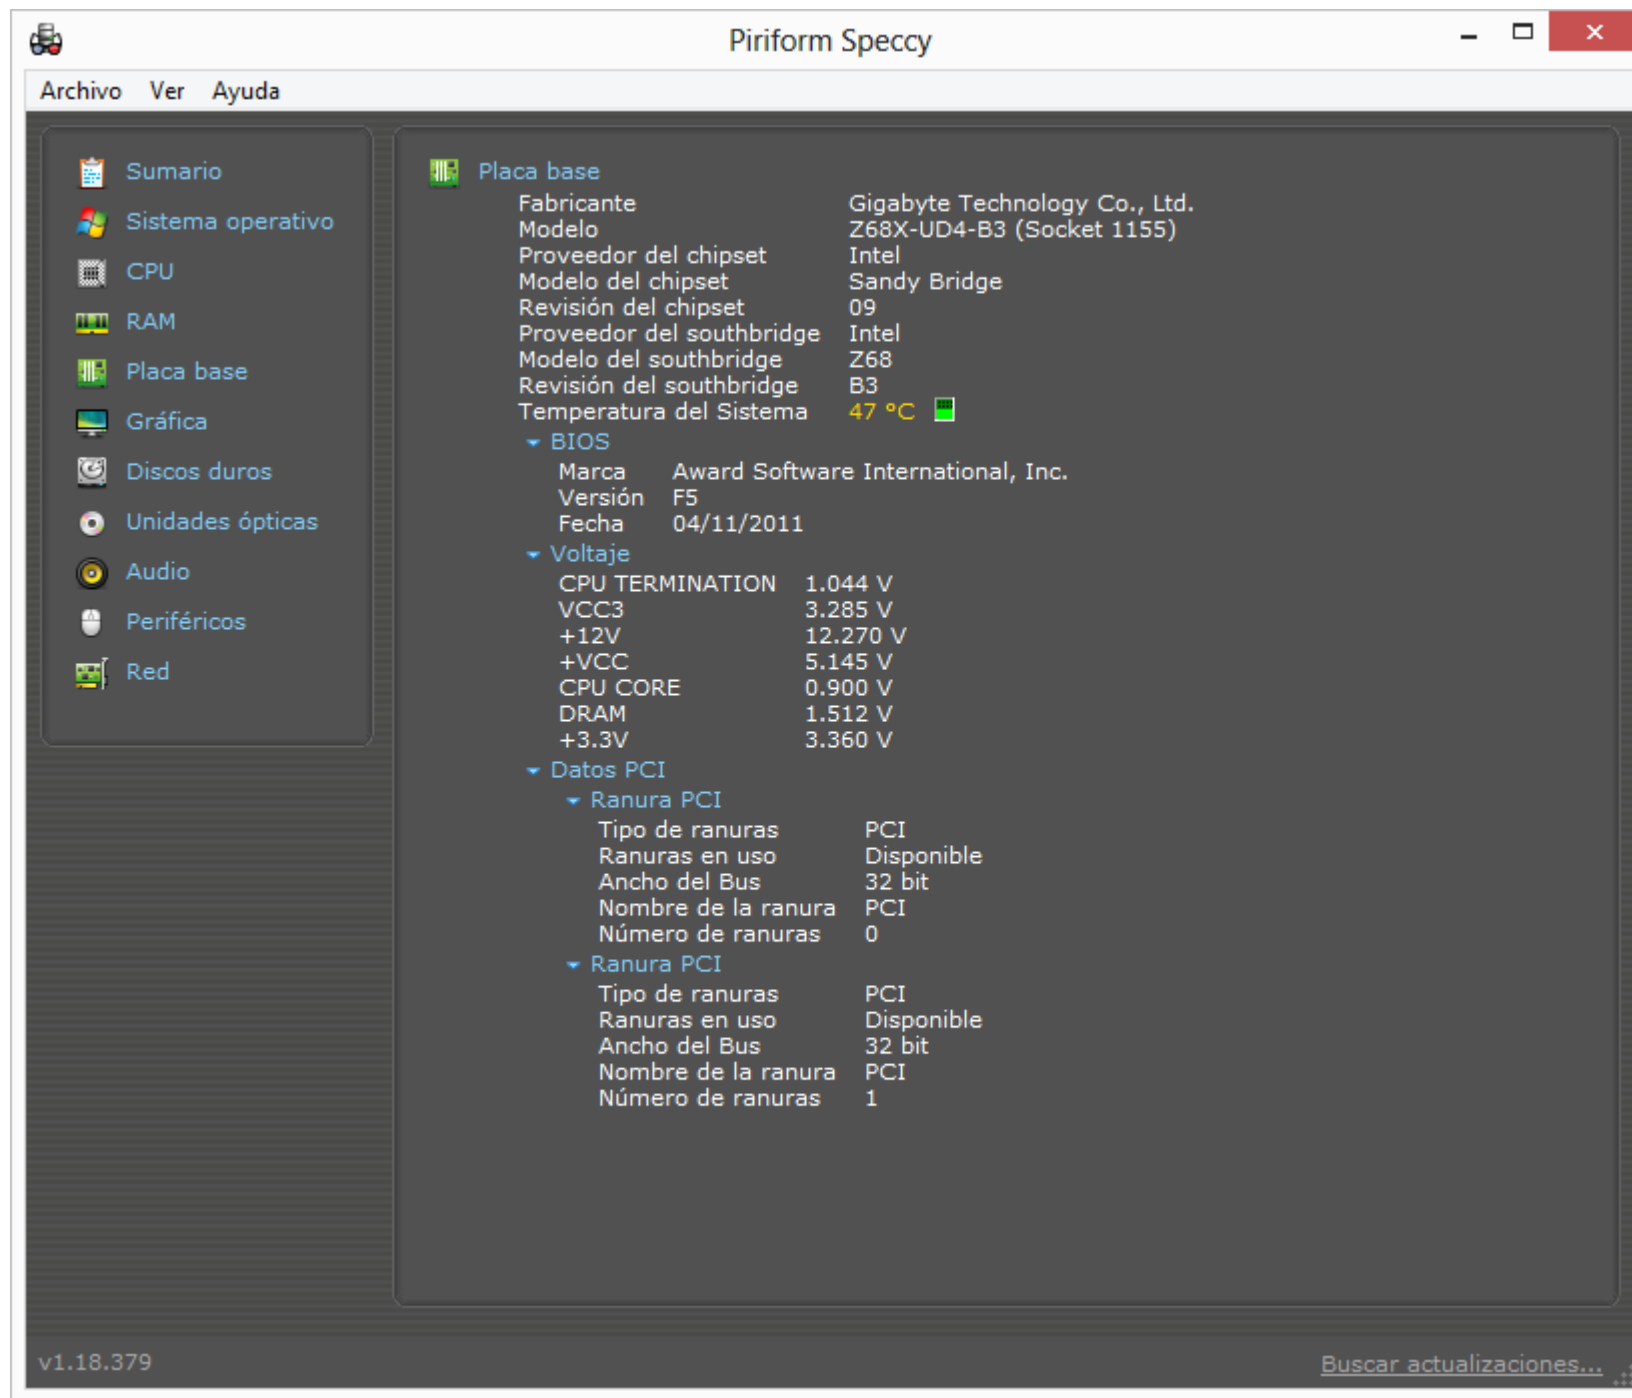 Piriform Speccy
Archivo Ver Ayuda
Sumario
Sistema operativo
CPU
RAM
Placa base
Gráfica
Discos duros
Unidades ópticas
Audio
Periféricos
Red
Placa base
Fabricante Gigabyte Technology Co., Ltd.
Modelo Z68X-UD4-B3 (Socket 1155)
Proveedor del chipset Intel
Modelo del chipset Sandy Bridge
Revisión del chipset 09
Proveedor del southbridge Intel
Modelo del southbridge Z68
Revisión del southbridge B3
Temperatura del Sistema 47 °C
BIOS
Marca Award Software International, Inc.
Versión F5
Fecha 04/11/2011
Voltaje
CPU TERMINATION 1.044 V
VCC3 3.285 V
+12V 12.270 V
+VCC 5.145 V
CPU CORE 0.900 V
DRAM 1.512 V
+3.3V 3.360 V
Datos PCI
Ranura PCI
Tipo de ranuras PCI
Ranuras en uso Disponible
Ancho del Bus 32 bit
Nombre de la ranura PCI
Número de ranuras 0
Ranura PCI
Tipo de ranuras PCI
Ranuras en uso Disponible
Ancho del Bus 32 bit
Nombre de la ranura PCI
Número de ranuras 1
v1.18.379
Buscar actualizaciones...